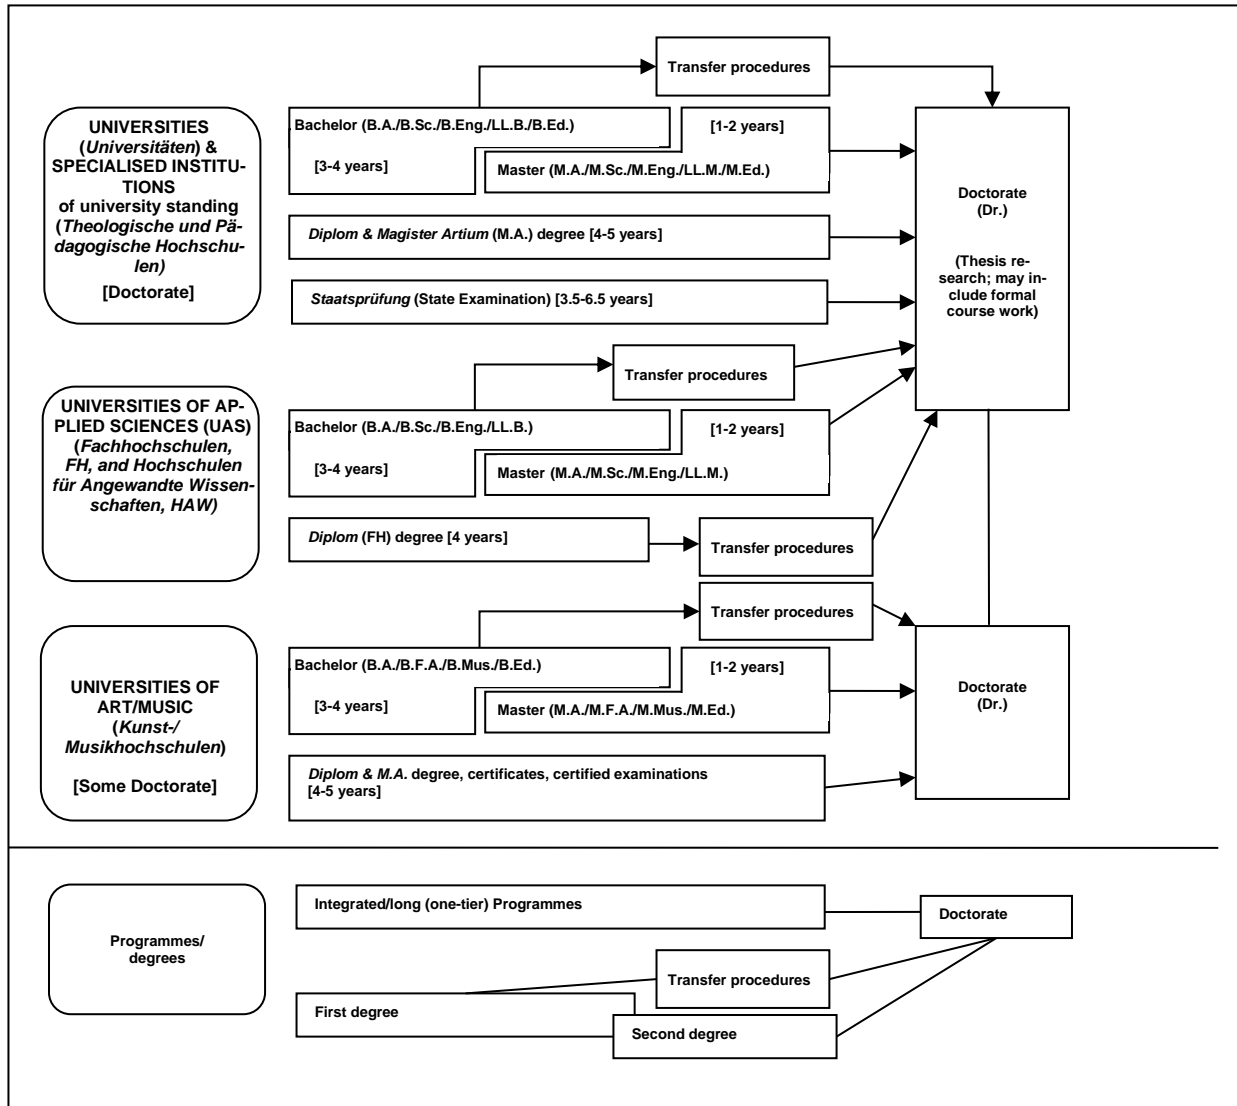 Transfer procedures
UNIVERSITIES
(Universitäten) &
SPECIALISED INSTITU-
TIONS
of university standing
(Theologische und Pä-
dagogische Hochschu-
len)
[Doctorate]
. Bachelor (B.A./B.Sc./B.Eng./LL.B./B.Ed.)
[1-2 years]
[3-4 years]
Master (M.A./M.Sc./M.Eng./LL.M./M.Ed.)
Diplom & Magister Artium (M.A.) degree [4-5 years]
Staatsprüfung (State Examination) [3.5-6.5 years]
Doctorate
(Dr.)
(Thesis re-
search; may in-
clude formal
course work)
Transfer procedures
UNIVERSITIES OF AP-
PLIED SCIENCES (UAS)
(Fachhochschulen,
FH, and Hochschulen
für Angewandte Wissen-
schaften, HAW)
. Bachelor (B.A./B.Sc./B.Eng./LL.B.)
[1-2 years]
[3-4 years]
Master (M.A./M.Sc./M.Eng./LL.M.)
Diplom (FH) degree [4 years]
Transfer procedures
Transfer procedures
UNIVERSITIES OF
ART/MUSIC
(Kunst-/
Musikhochschulen)
[Some Doctorate]
. Bachelor (B.A./B.F.A./B.Mus./B.Ed.)
[1-2 years]
[3-4 years]
Master (M.A./M.F.A./M.Mus./M.Ed.)
Diplom & M.A. degree, certificates, certified examinations
[4-5 years]
Doctorate
(Dr.)
Programmes/
degrees
Integrated/long (one-tier) Programmes
Doctorate
Transfer procedures
First degree
Second degree